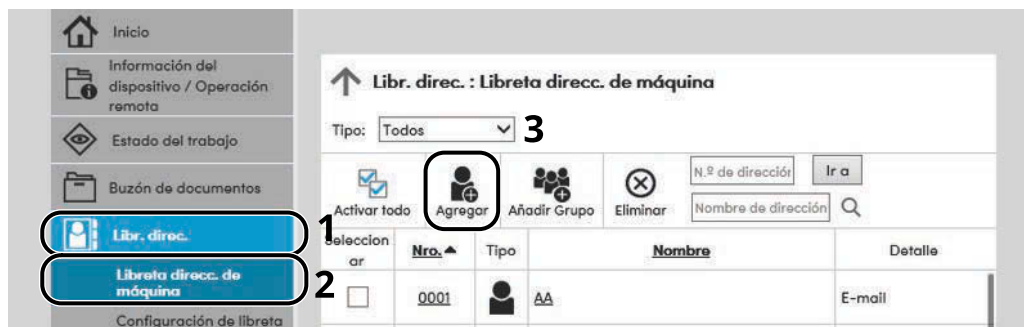 Inicio
Información del
dispositivo / Operación
remota
Estado del trabajo
Buzón de documentos
Libr. direc.
1
Libreta direcc. de
máquina
2
Configuración de libreta
Libr. direc. : Libreta direcc. de máquina
Tipo: Todos
3
N.º de direcciór
Ir a
Activar todo
Agregar
Añadir Grupo
Eliminar
Nombre de dirección
Seleccion
ar
Nro.
Tipo
Nombre
Detalle
0001
AA
E-mail